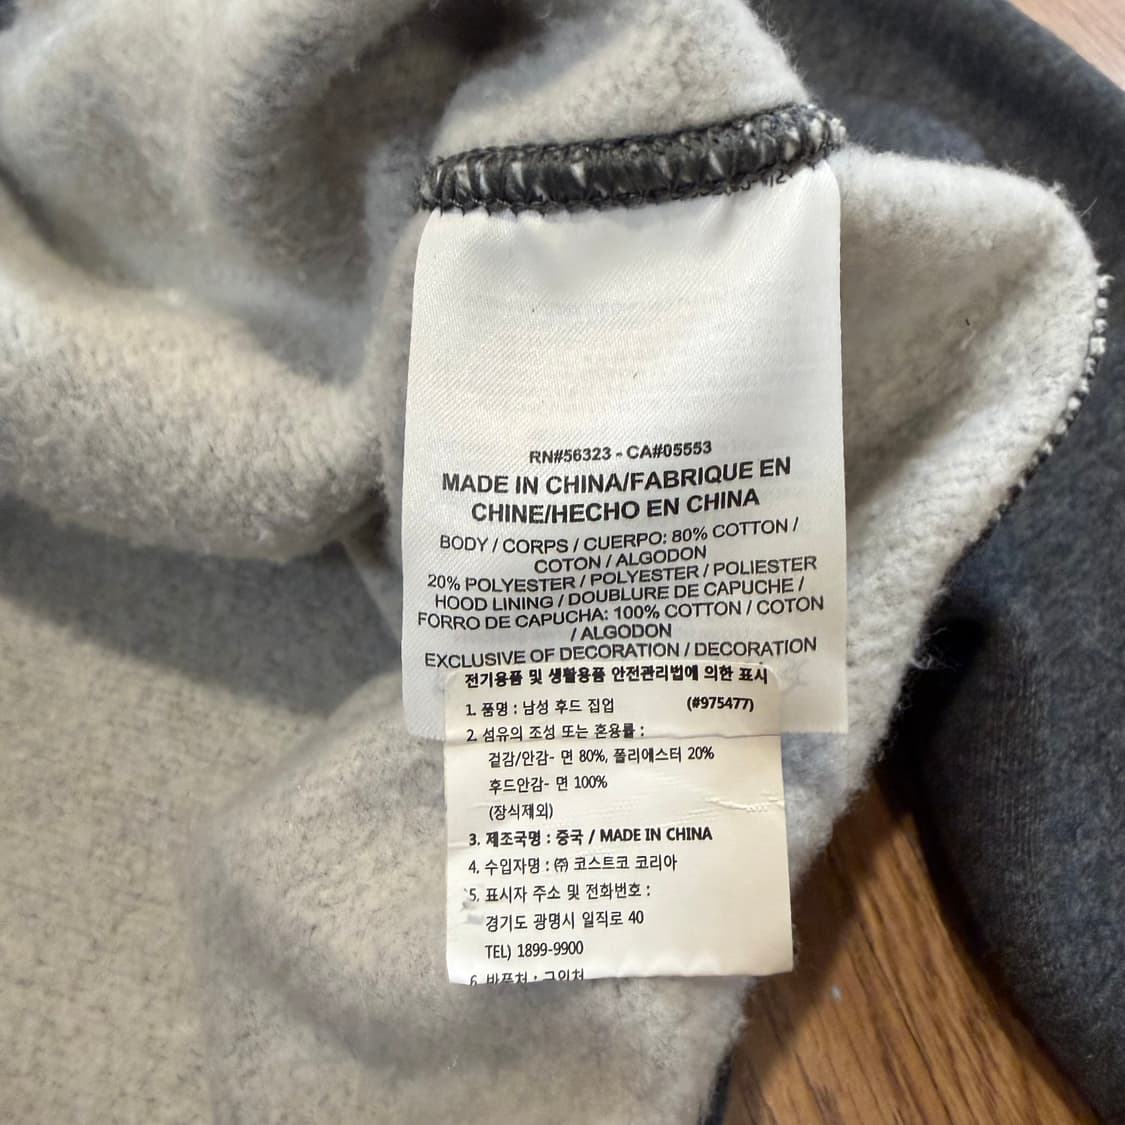 RN#56323 - CA#05553
MADE IN CHINA/FABRIQUE EN
CHINE/HECHO EN CHINA
BODY / CORPS / CUERPO: 80% COTTON /
COTON / ALGODON
20% POLYESTER / POLYESTER / POLIESTER
HOOD LINING / DOUBLURE DE CAPUCHE /
FORRO DE CAPUCHA: 100% COTTON / COTON
/ ALGODON
EXCLUSIVE OF DECORATION / DECORATION
전기용품 및 생활용품 안전관리법에 의한 표시
1. 품명 : 남성 후드 집업 (#975477)
2. 섬유의 조성 또는 혼용률 :
겉감/안감- 면 80%, 폴리에스터 20%
후드안감- 면 100%
(장식제외)
3. 제조국명 : 중국 / MADE IN CHINA
4. 수입자명 : ㈜ 코스트코 코리아
5. 표시자 주소 및 전화번호 :
경기도 광명시 일직로 40
TEL) 1899-9900
6. 반품처 : 구입처